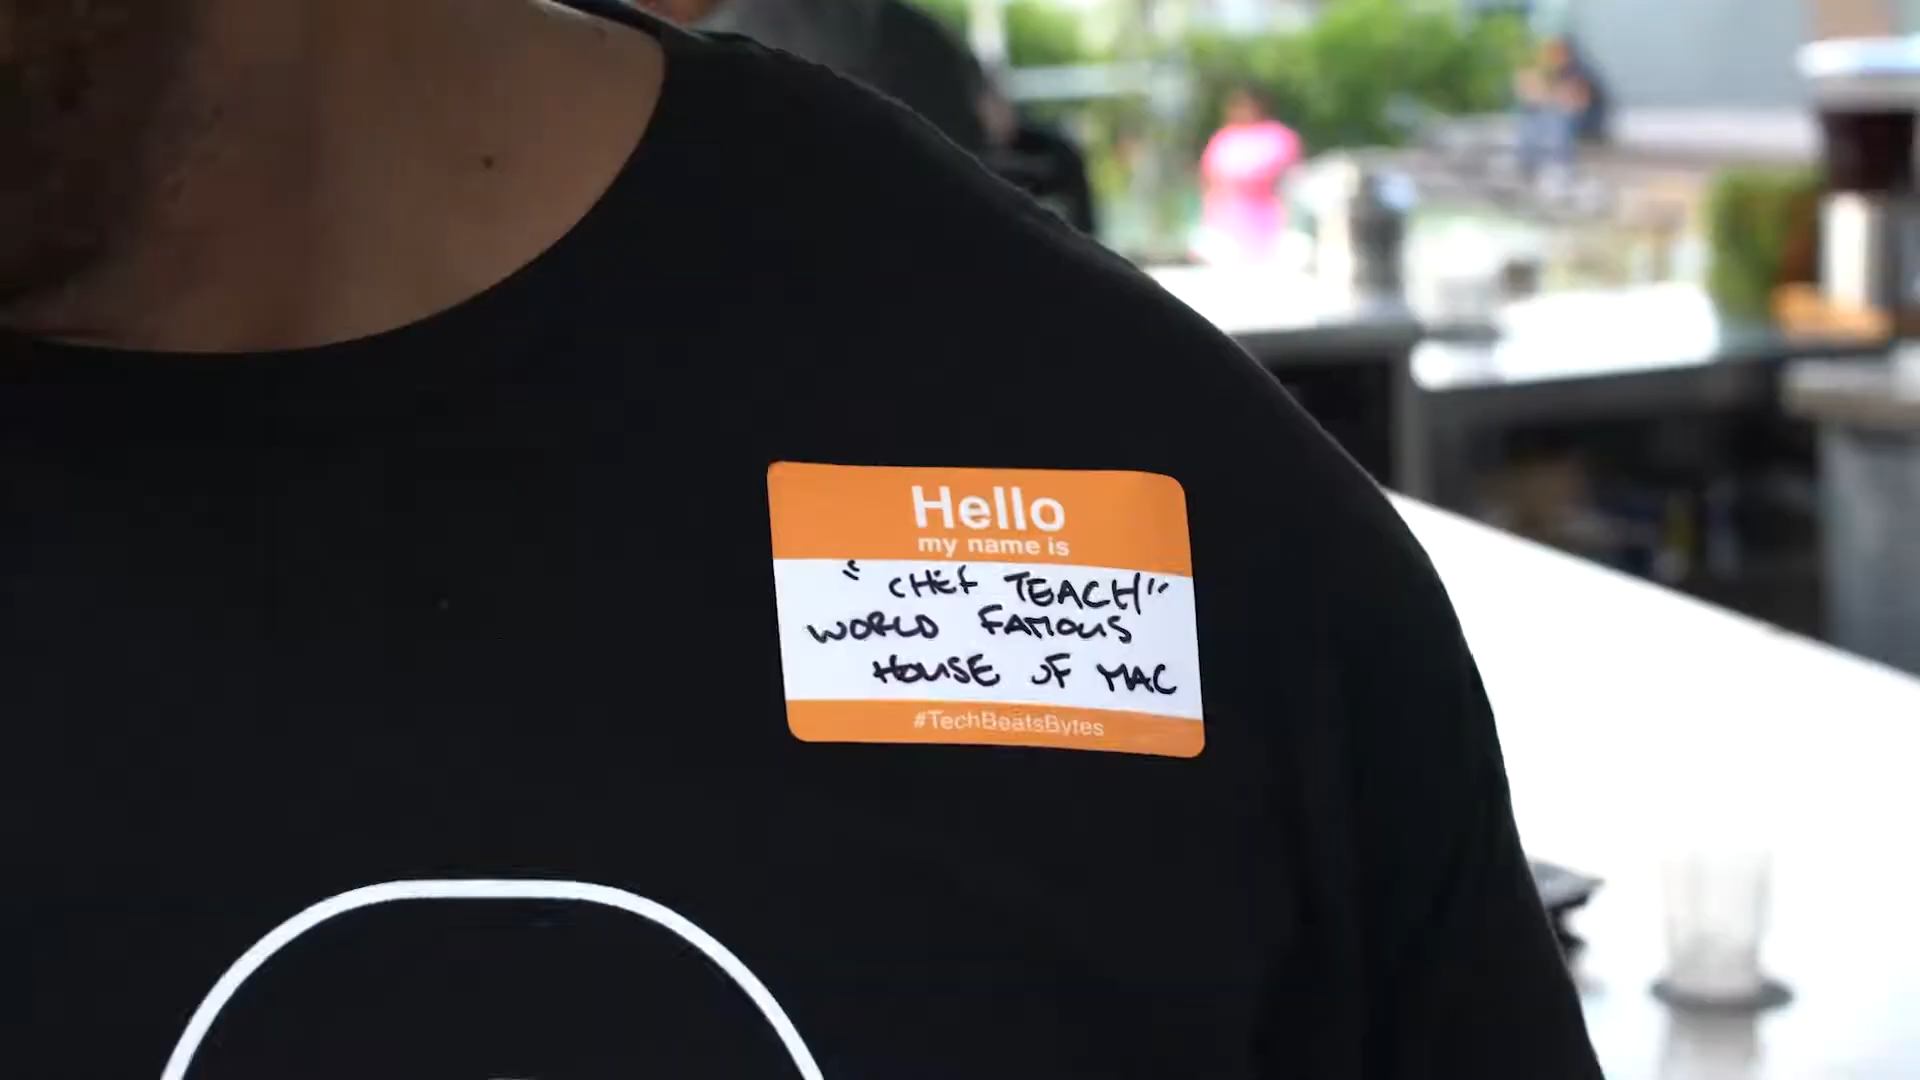 Hello
my name is
"CHEF TEACH"
WORLD FAMOUS
HOUSE OF MAC
#TechBeatsBytes